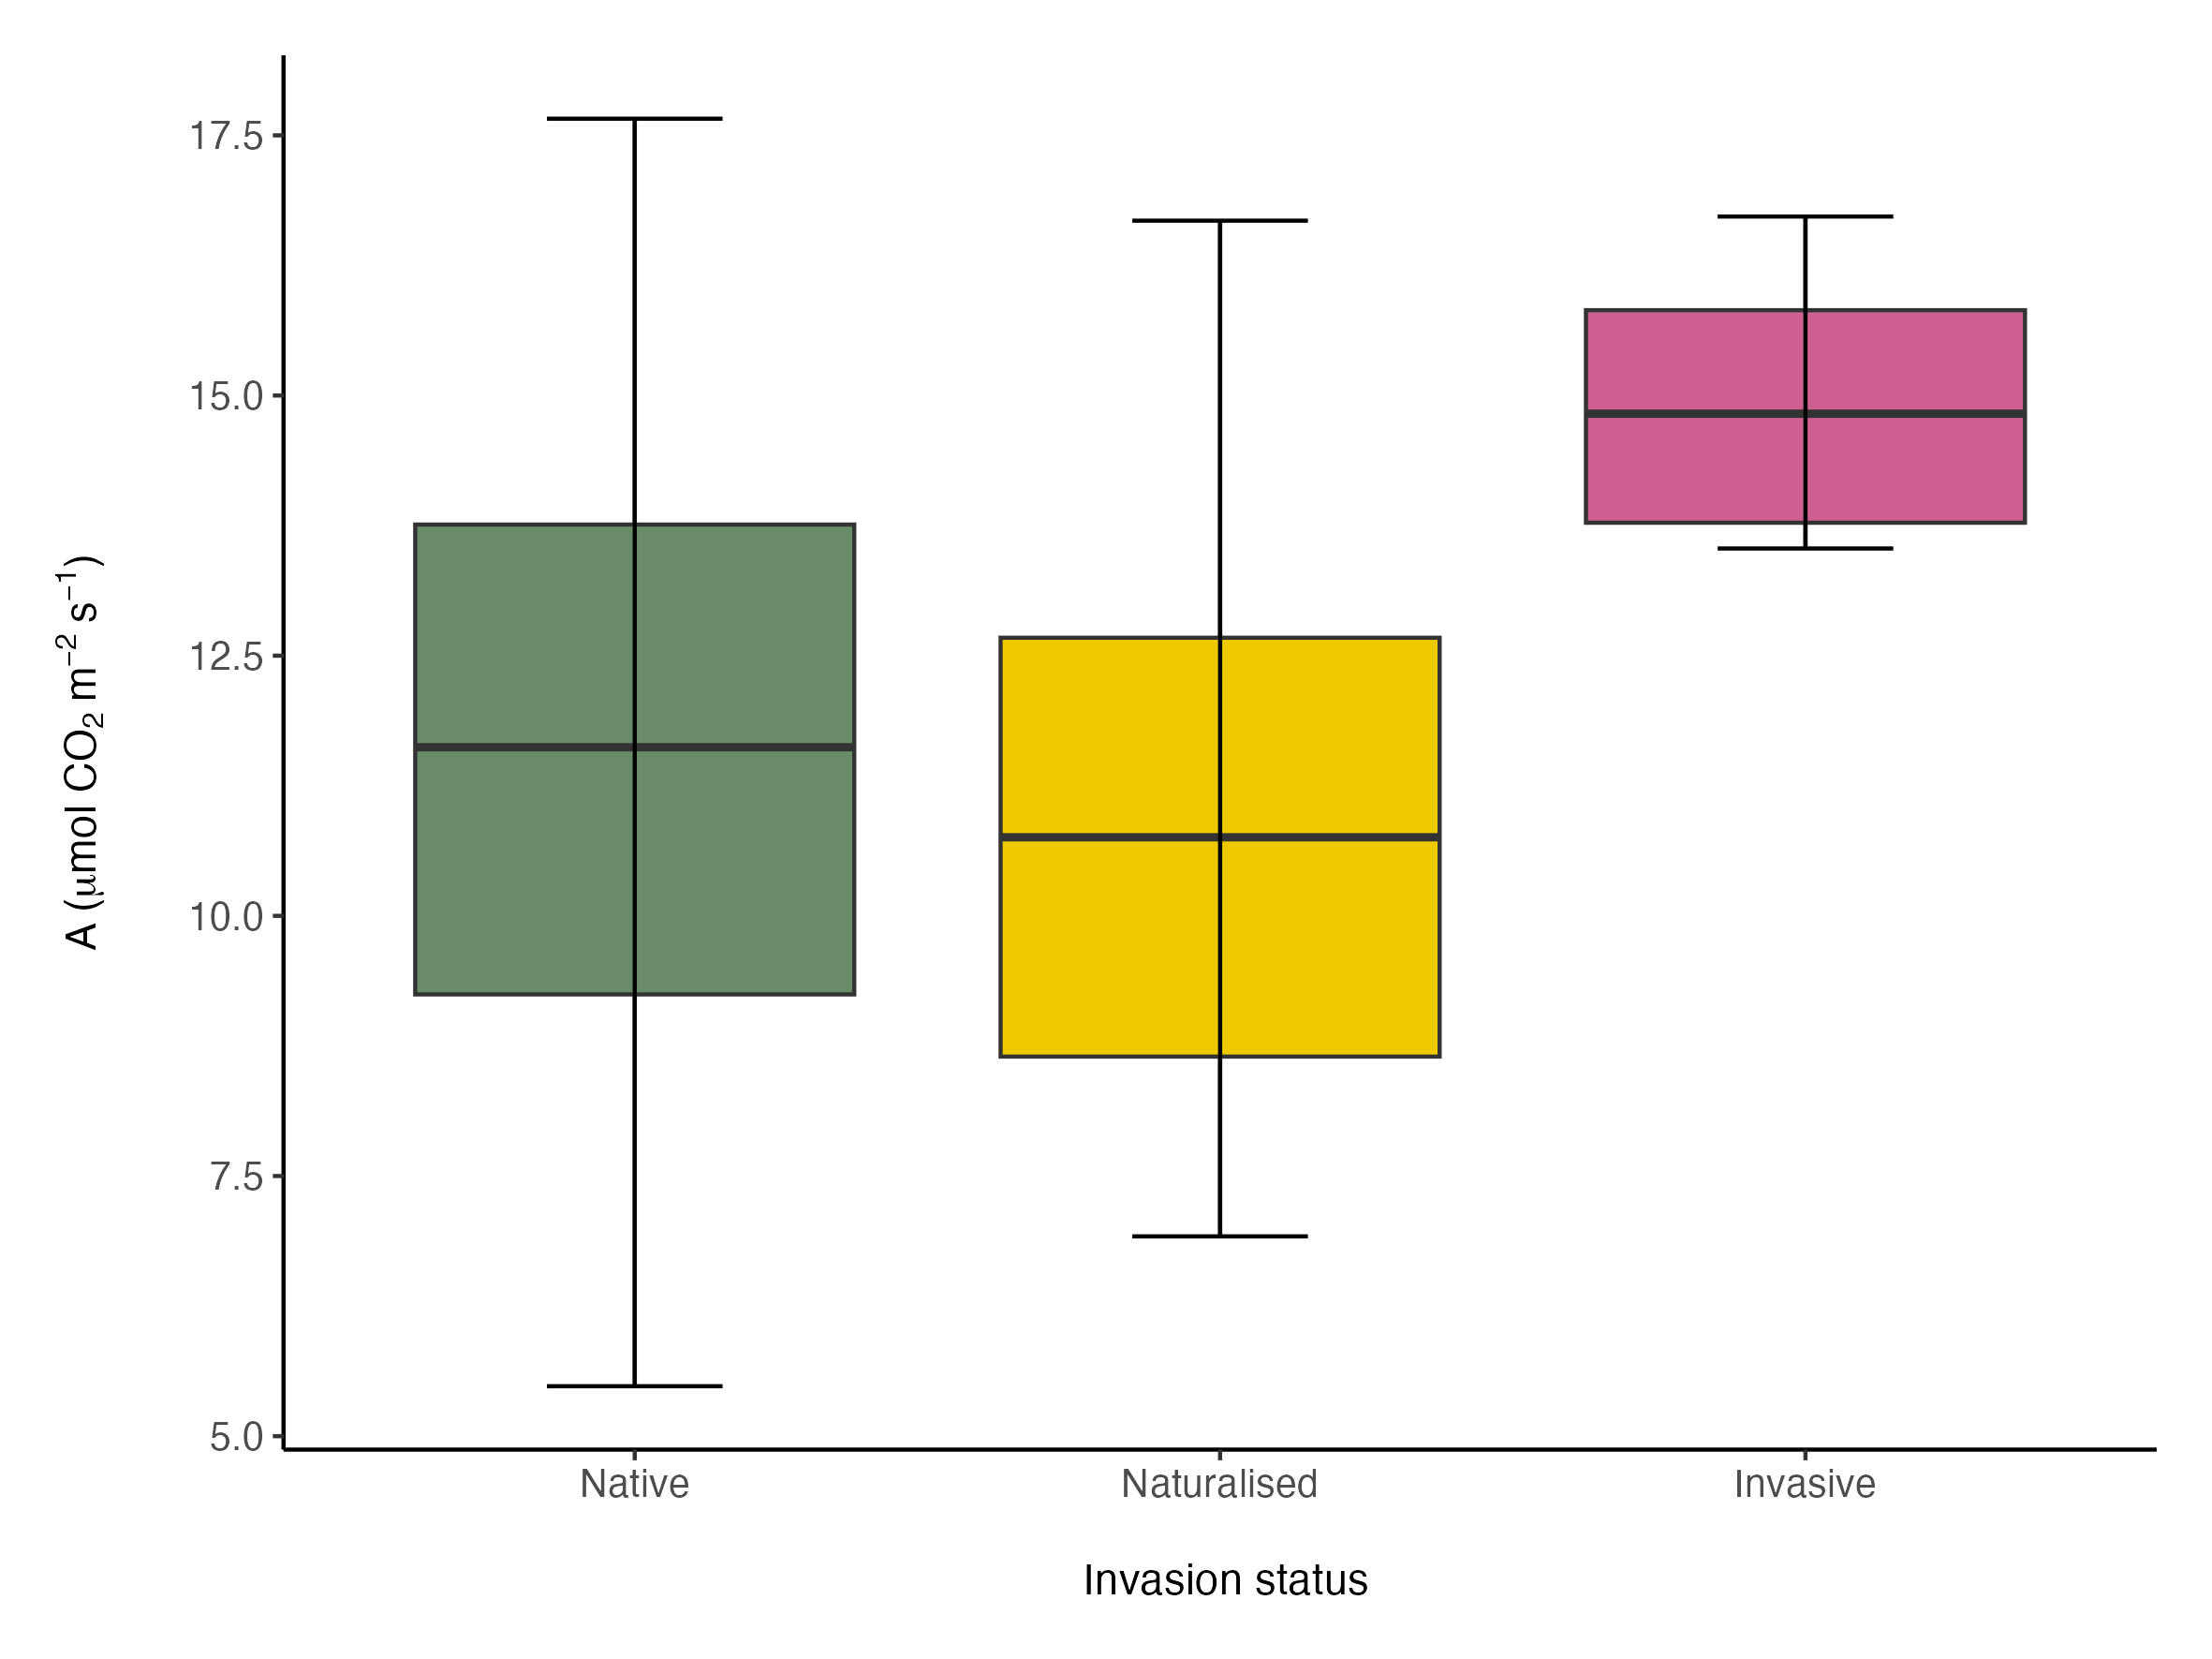 A (μmol CO₂ m⁻² s⁻¹)
17.5
15.0
12.5
10.0
7.5
5.0
Native Naturalised Invasive
Invasion status